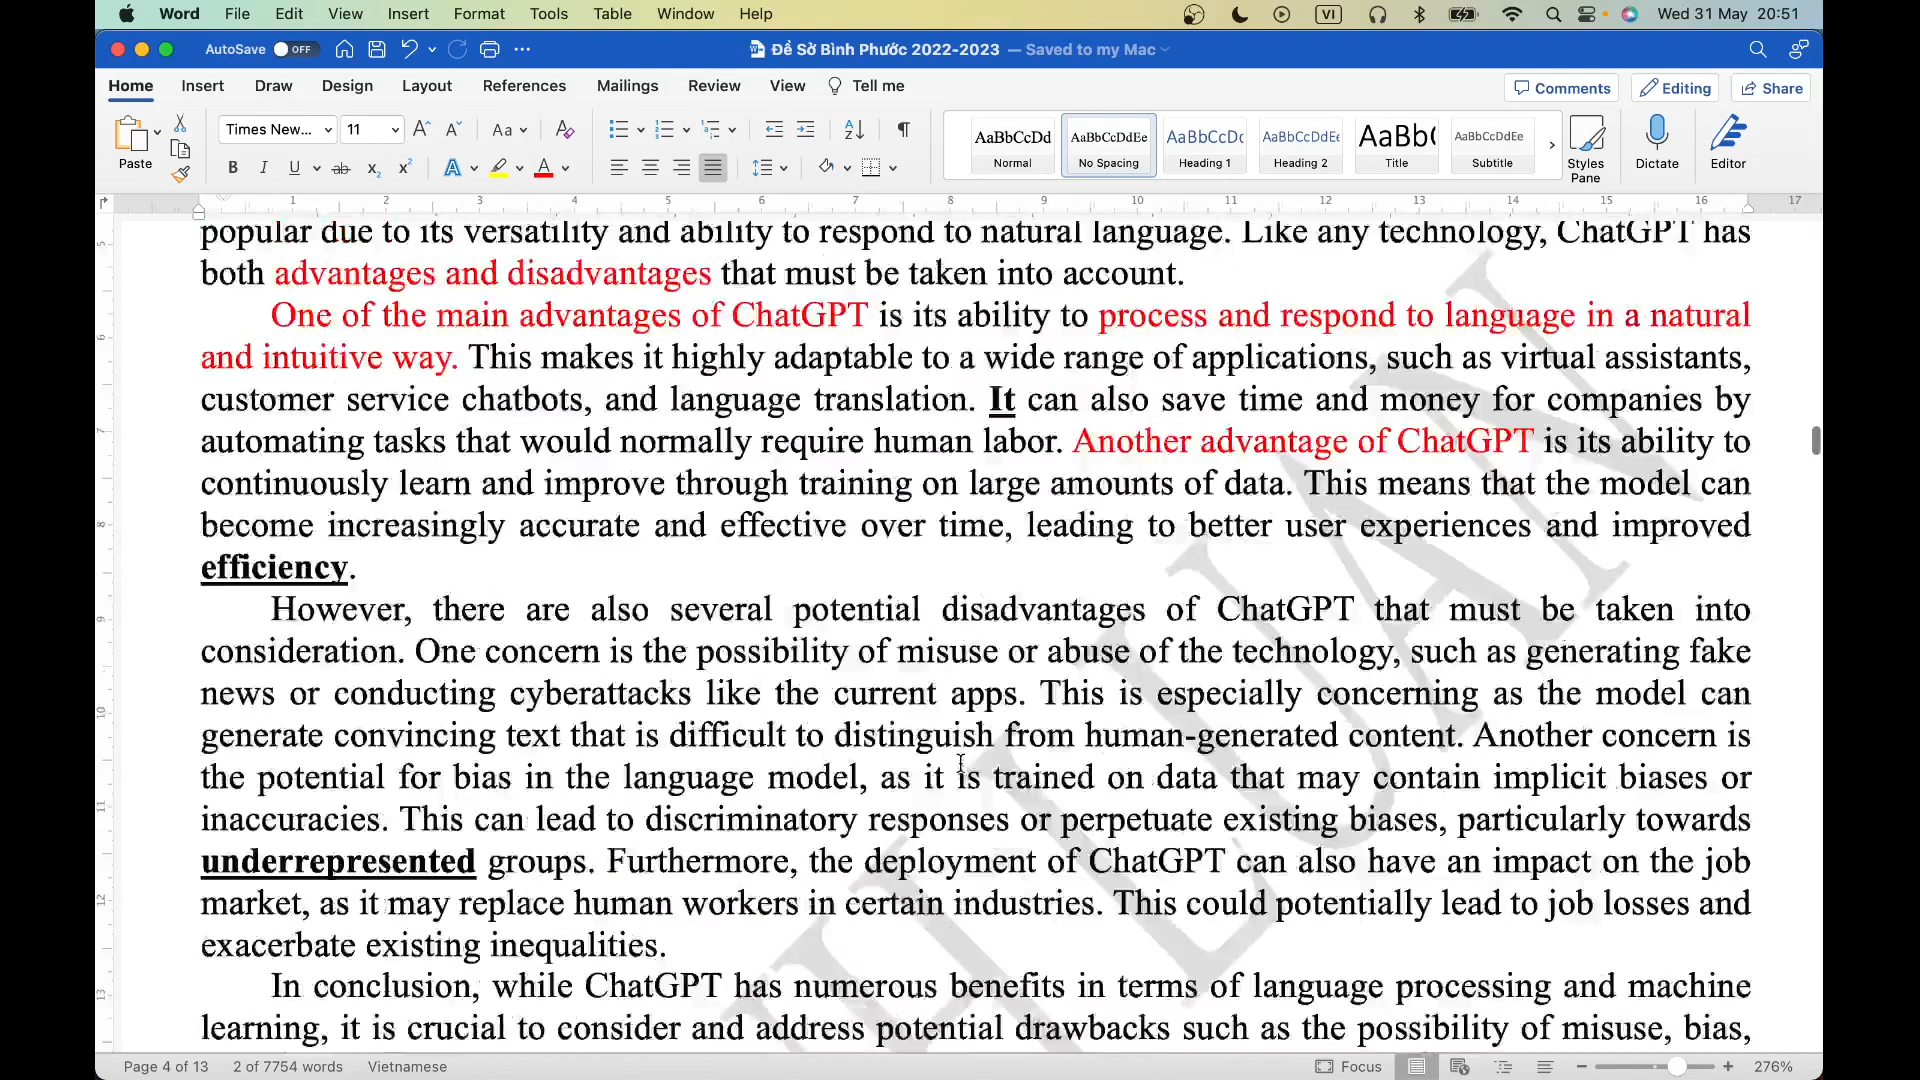 Word File Edit View Insert Format Tools Table Window Help VI Wed 31 May 20:51
AutoSave OFF Đề Sở Bình Phước 2022-2023 — Saved to my Mac
Home Insert Draw Design Layout References Mailings Review View Tell me Comments Editing Share
Paste Times New... 11 Aa AaBbCcDd Normal AaBbCcDdEe No Spacing AaBbCcDc Heading 1 AaBbCcDdEe Heading 2 AaBb( Title AaBbCcDdEe Subtitle Styles Pane Dictate Editor
1 2 3 4 5 6 7 8 9 10 11 12 13 14 15 16 17
popular due to its versatility and ability to respond to natural language. Like any technology, ChatGPT has
both advantages and disadvantages that must be taken into account.
One of the main advantages of ChatGPT is its ability to process and respond to language in a natural
and intuitive way. This makes it highly adaptable to a wide range of applications, such as virtual assistants,
customer service chatbots, and language translation. It can also save time and money for companies by
automating tasks that would normally require human labor. Another advantage of ChatGPT is its ability to
continuously learn and improve through training on large amounts of data. This means that the model can
become increasingly accurate and effective over time, leading to better user experiences and improved
efficiency.
However, there are also several potential disadvantages of ChatGPT that must be taken into
consideration. One concern is the possibility of misuse or abuse of the technology, such as generating fake
news or conducting cyberattacks like the current apps. This is especially concerning as the model can
generate convincing text that is difficult to distinguish from human-generated content. Another concern is
the potential for bias in the language model, as it is trained on data that may contain implicit biases or
inaccuracies. This can lead to discriminatory responses or perpetuate existing biases, particularly towards
underrepresented groups. Furthermore, the deployment of ChatGPT can also have an impact on the job
market, as it may replace human workers in certain industries. This could potentially lead to job losses and
exacerbate existing inequalities.
In conclusion, while ChatGPT has numerous benefits in terms of language processing and machine
learning, it is crucial to consider and address potential drawbacks such as the possibility of misuse, bias,
Page 4 of 13 2 of 7754 words Vietnamese Focus 276%